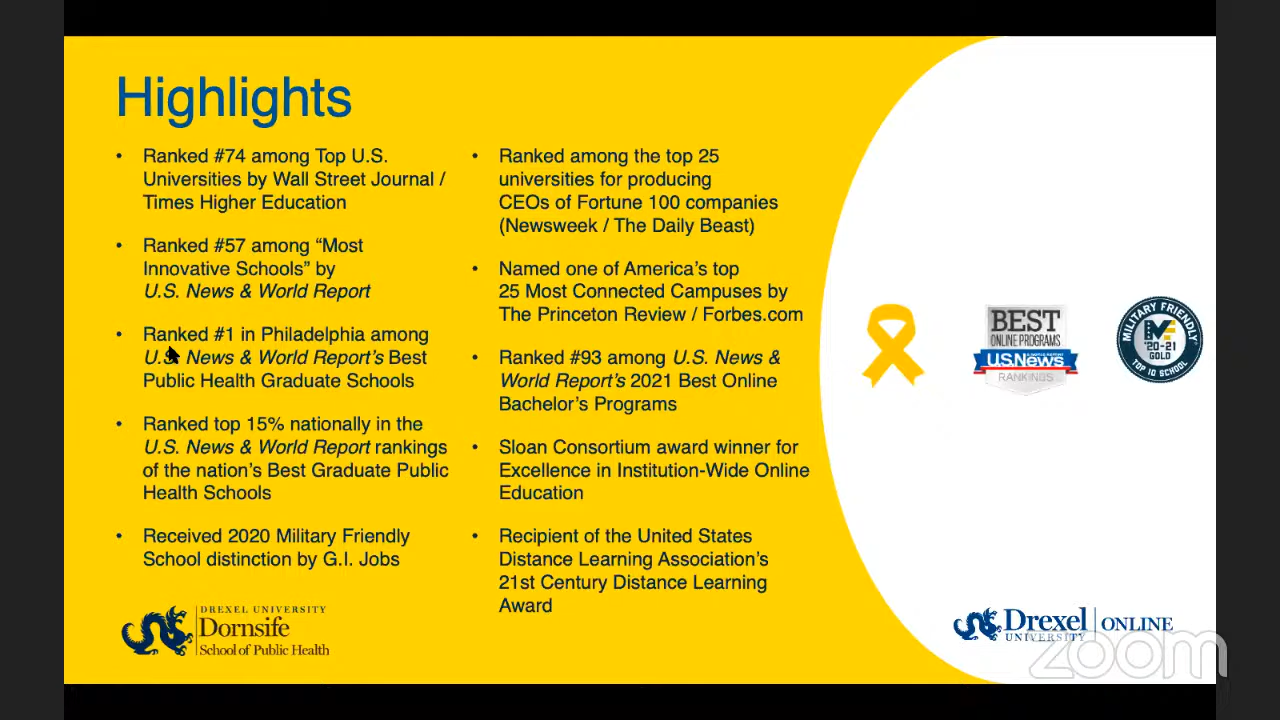 Highlights
• Ranked #74 among Top U.S.
Universities by Wall Street Journal /
Times Higher Education
• Ranked #57 among “Most
Innovative Schools” by
U.S. News & World Report
• Ranked #1 in Philadelphia among
U.S. News & World Report’s Best
Public Health Graduate Schools
• Ranked top 15% nationally in the
U.S. News & World Report rankings
of the nation’s Best Graduate Public
Health Schools
• Received 2020 Military Friendly
School distinction by G.I. Jobs
• Ranked among the top 25
universities for producing
CEOs of Fortune 100 companies
(Newsweek / The Daily Beast)
• Named one of America’s top
25 Most Connected Campuses by
The Princeton Review / Forbes.com
• Ranked #93 among U.S. News &
World Report’s 2021 Best Online
Bachelor’s Programs
• Sloan Consortium award winner for
Excellence in Institution-Wide Online
Education
• Recipient of the United States
Distance Learning Association’s
21st Century Distance Learning
Award
BEST
ONLINE PROGRAMS
U.S.News
RANKINGS
MILITARY FRIENDLY
'20-21
GOLD
TOP 10 SCHOOL
DREXEL UNIVERSITY
Dornsife
School of Public Health
Drexel
UNIVERSITY
ONLINE
zoom